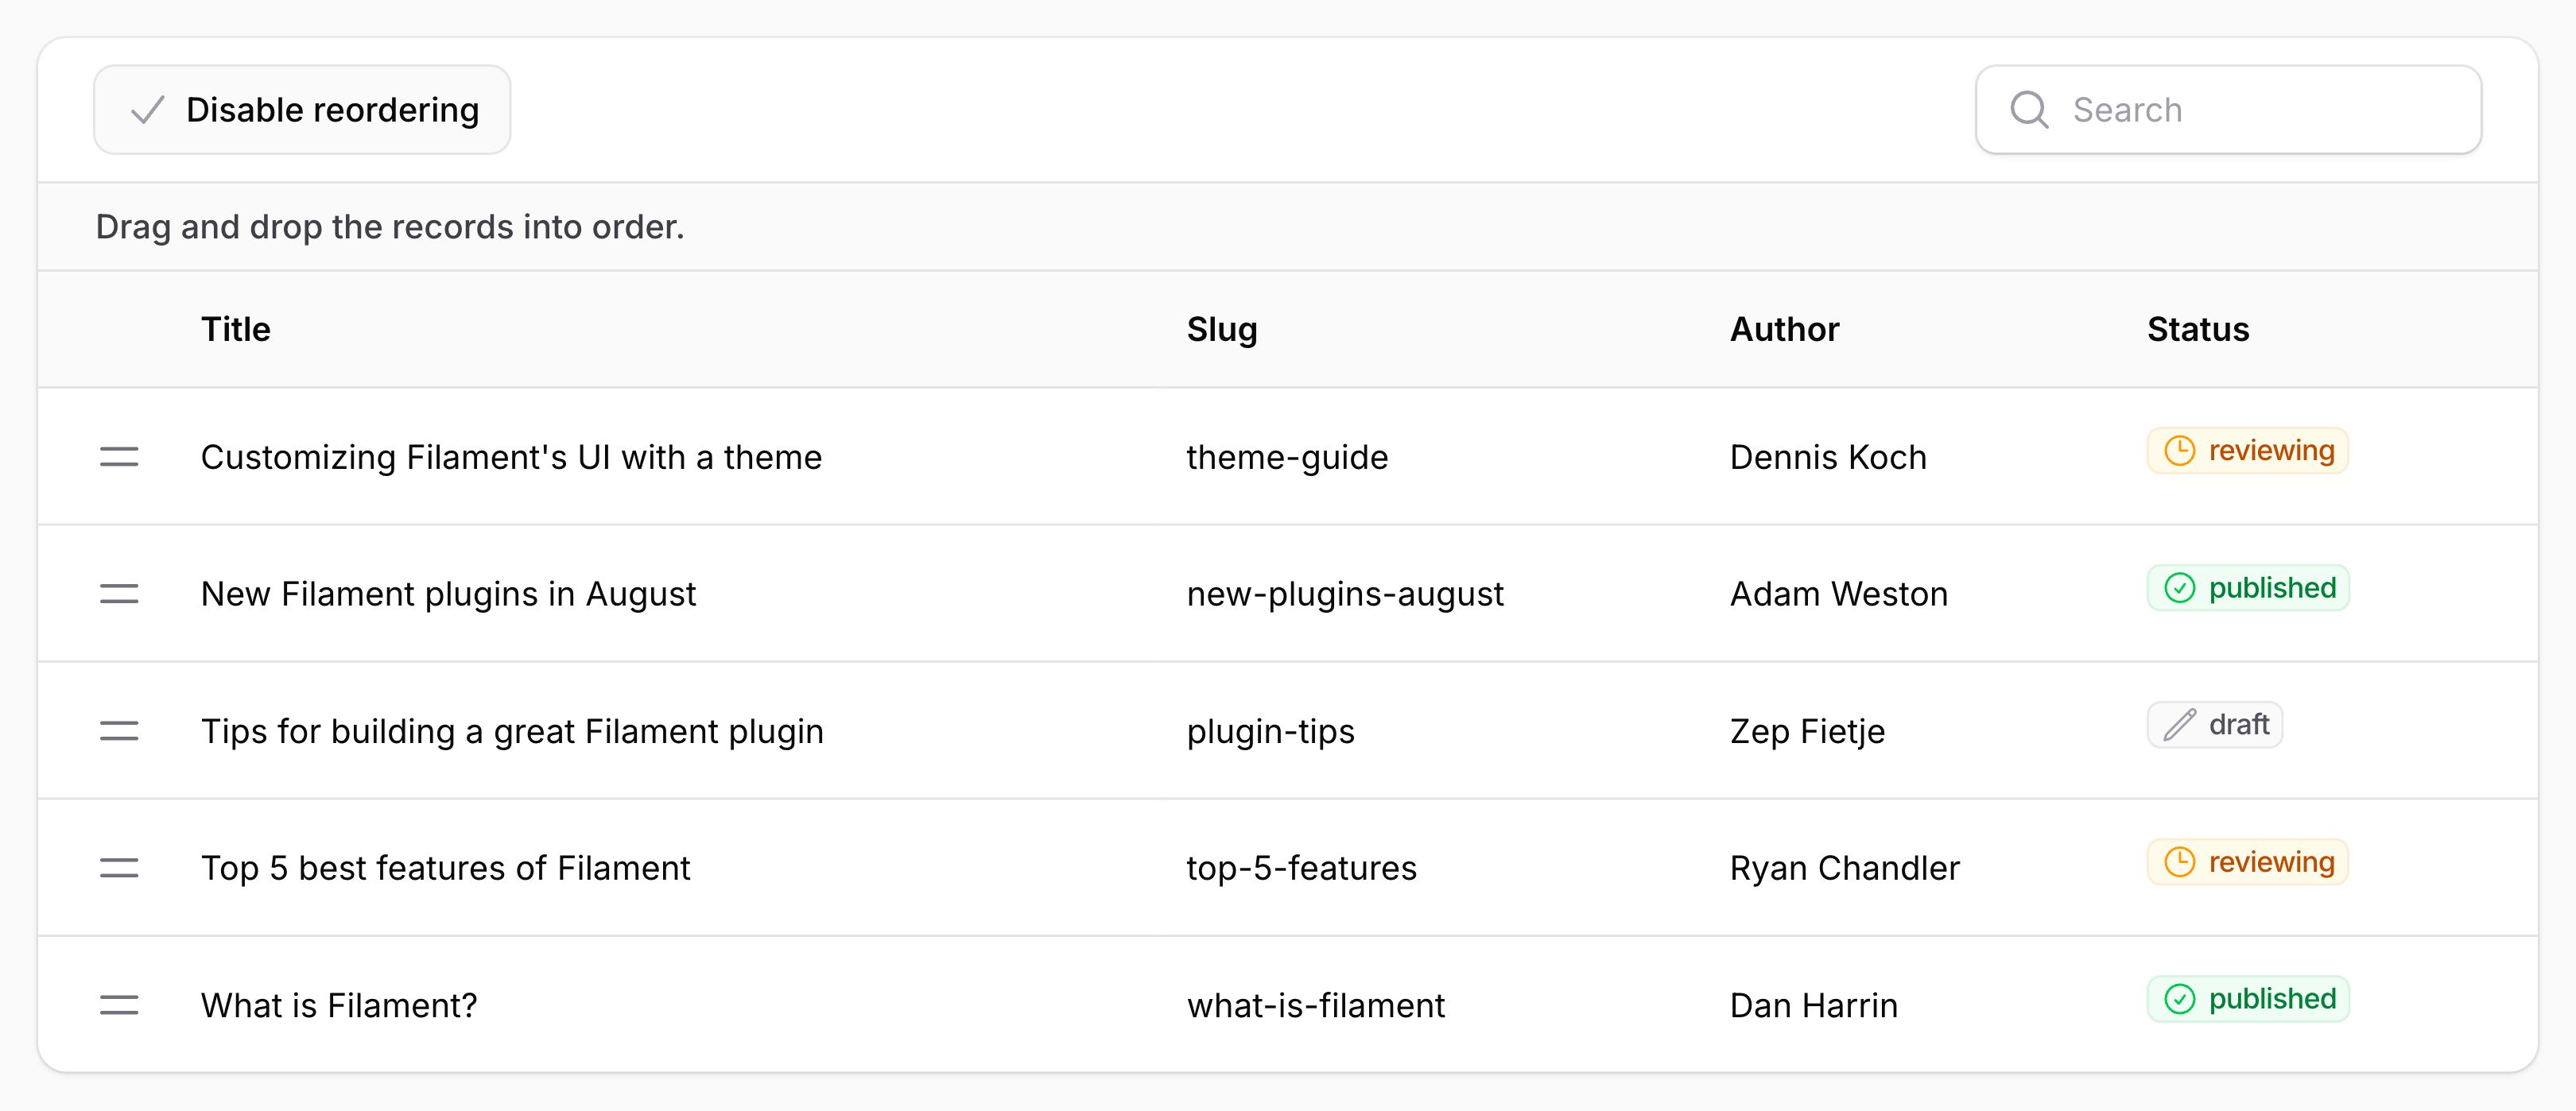 Disable reordering Search
Drag and drop the records into order.
Title Slug Author Status
Customizing Filament's UI with a theme theme-guide Dennis Koch reviewing
New Filament plugins in August new-plugins-august Adam Weston published
Tips for building a great Filament plugin plugin-tips Zep Fietje draft
Top 5 best features of Filament top-5-features Ryan Chandler reviewing
What is Filament? what-is-filament Dan Harrin published